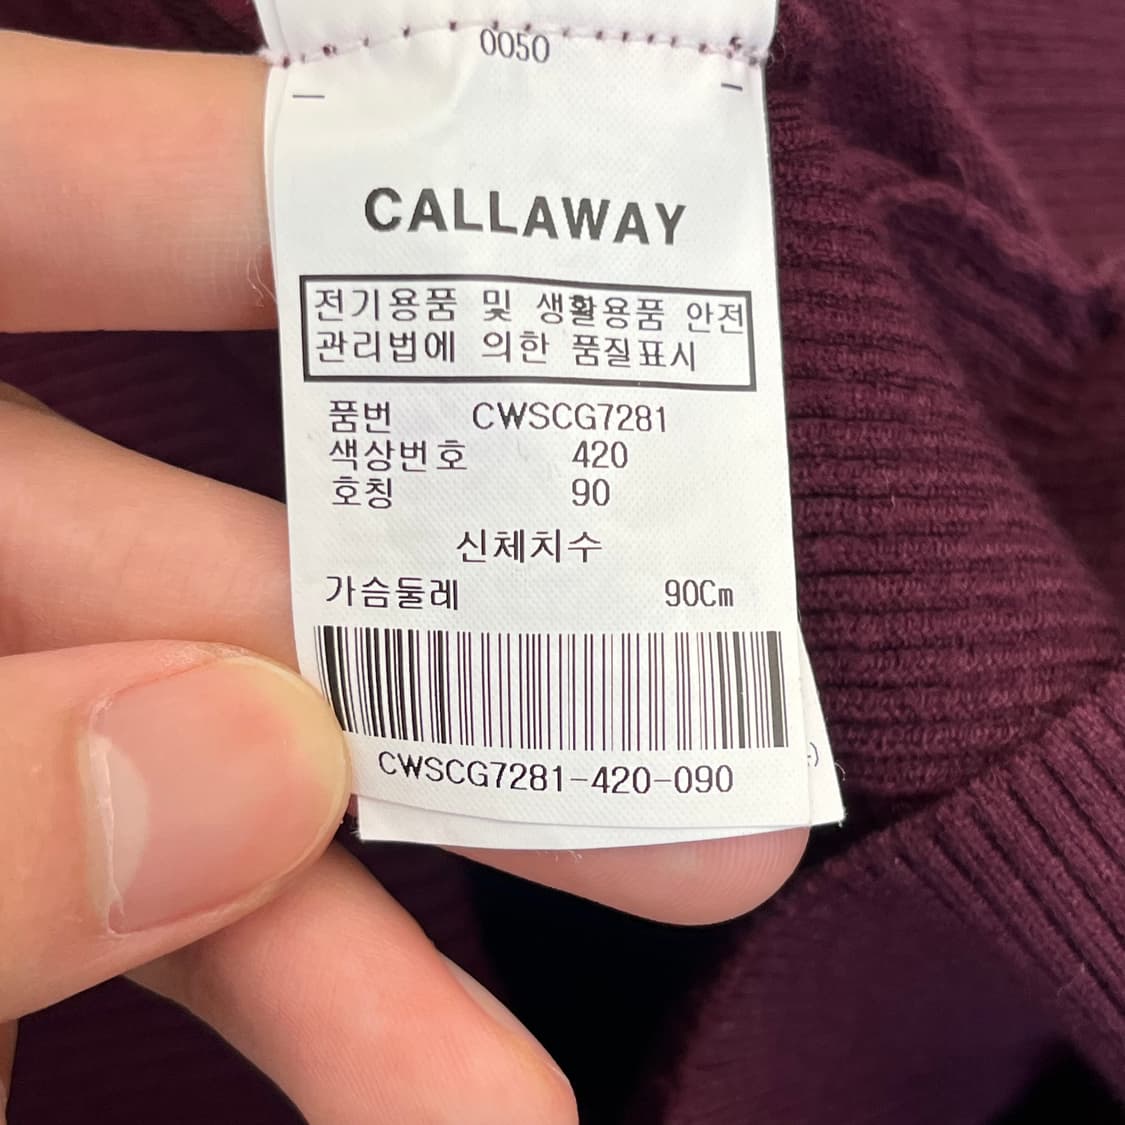 0050
CALLAWAY
전기용품 및 생활용품 안전
관리법에 의한 품질표시
품번 CWSCG7281
색상번호 420
호칭 90
신체치수
가슴둘레 90Cm
CWSCG7281-420-090